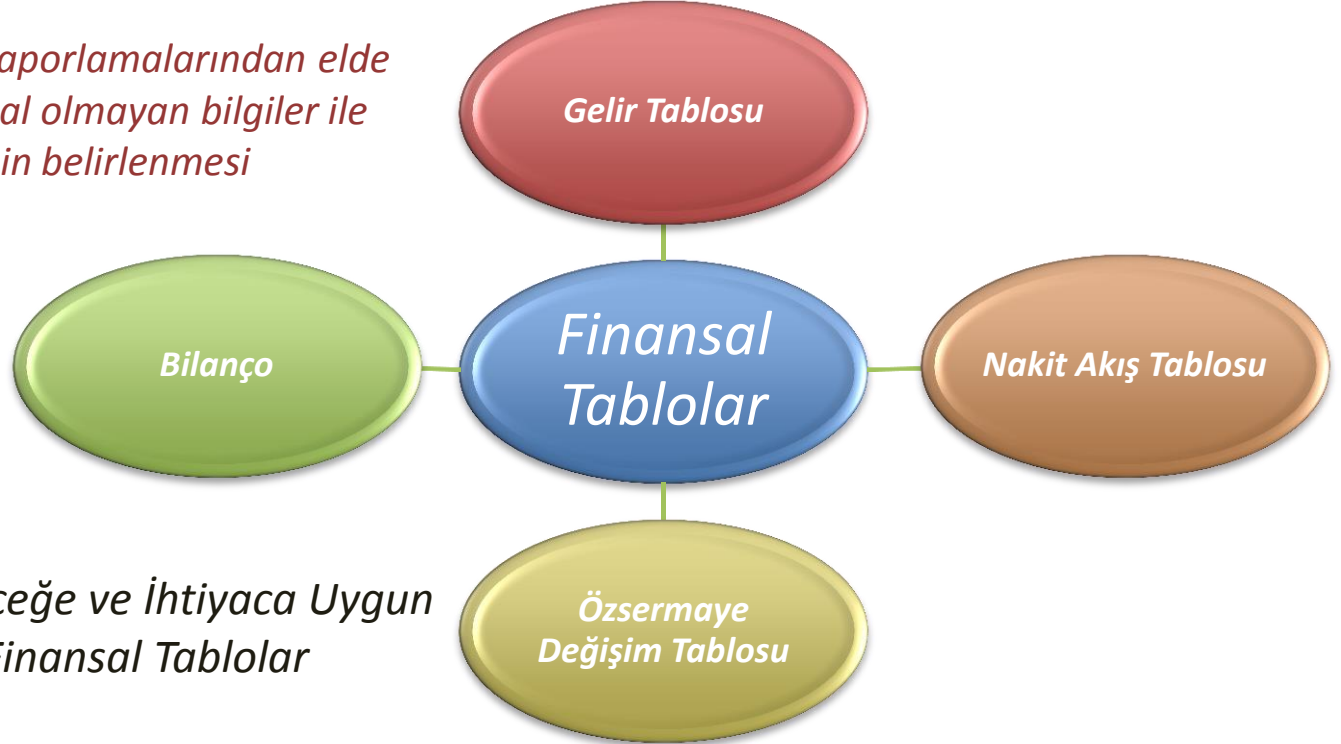 aporlamalarından elde
al olmayan bilgiler ile
in belirlenmesi
Gelir Tablosu
Bilanço
Finansal
Tablolar
Nakit Akış Tablosu
ceğe ve İhtiyaca Uygun
Finansal Tablolar
Özsermaye
Değişim Tablosu